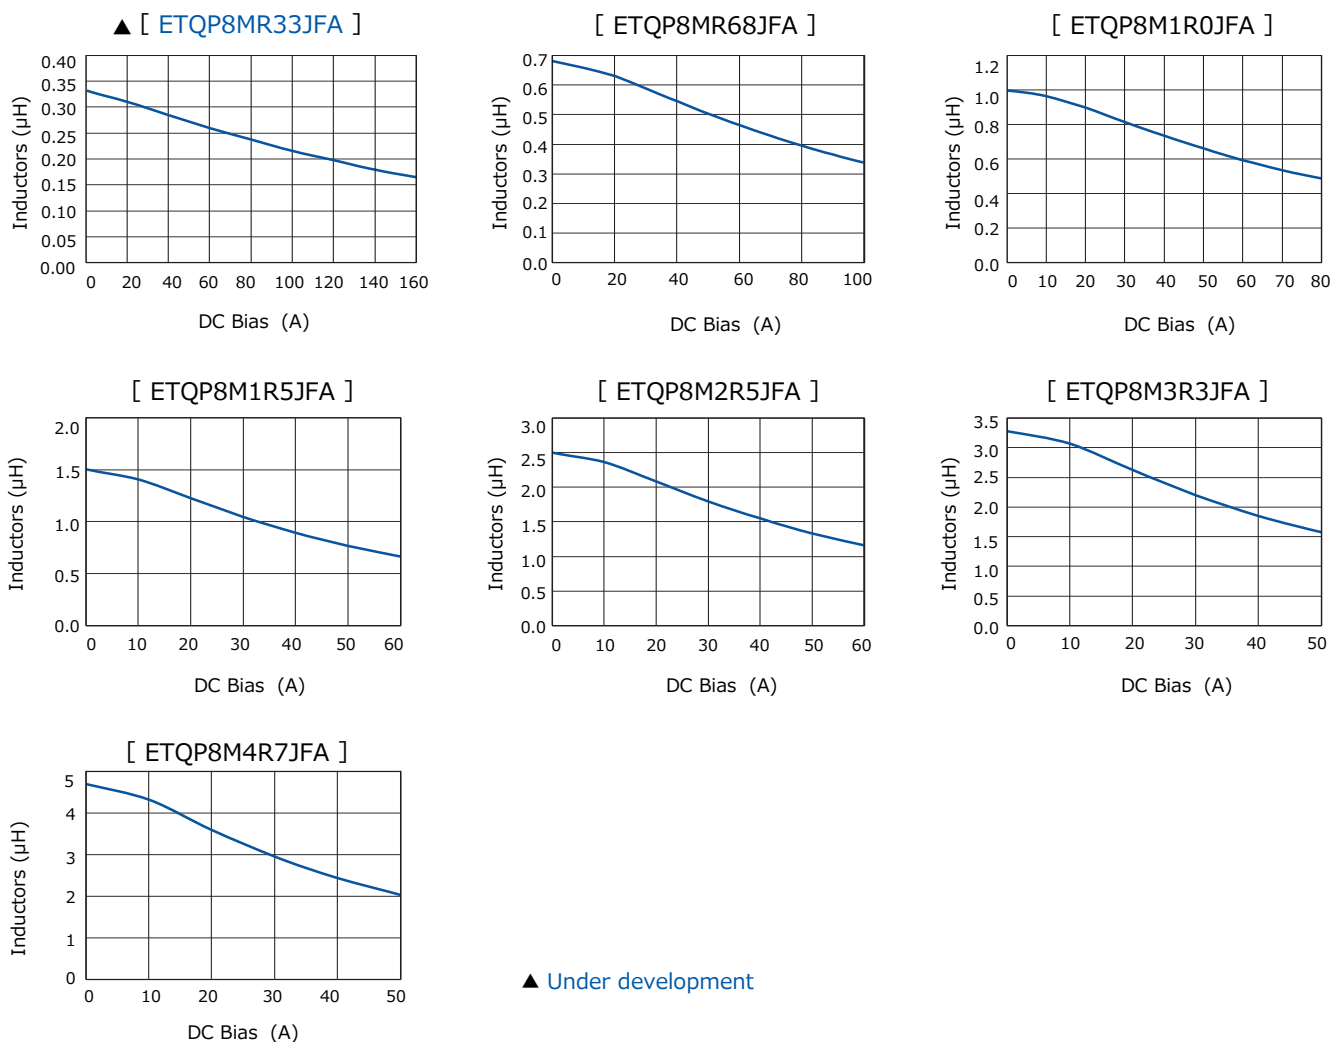 ▲ [ ETQP8MR33JFA ]
0.40
0.35
0.30
0.25
0.20
0.15
0.10
0.05
0.00
Inductors (μH)
0 20 40 60 80 100 120 140 160
DC Bias (A)
[ ETQP8MR68JFA ]
0.7
0.6
0.5
0.4
0.3
0.2
0.1
0.0
Inductors (μH)
0 20 40 60 80 100
DC Bias (A)
[ ETQP8M1R0JFA ]
1.2
1.0
0.8
0.6
0.4
0.2
0.0
Inductors (μH)
0 10 20 30 40 50 60 70 80
DC Bias (A)
[ ETQP8M1R5JFA ]
2.0
1.5
1.0
0.5
0.0
Inductors (μH)
0 10 20 30 40 50 60
DC Bias (A)
[ ETQP8M2R5JFA ]
3.0
2.5
2.0
1.5
1.0
0.5
0.0
Inductors (μH)
0 10 20 30 40 50 60
DC Bias (A)
[ ETQP8M3R3JFA ]
3.5
3.0
2.5
2.0
1.5
1.0
0.5
0.0
Inductors (μH)
0 10 20 30 40 50
DC Bias (A)
[ ETQP8M4R7JFA ]
5
4
3
2
1
0
Inductors (μH)
0 10 20 30 40 50
DC Bias (A)
▲ Under development